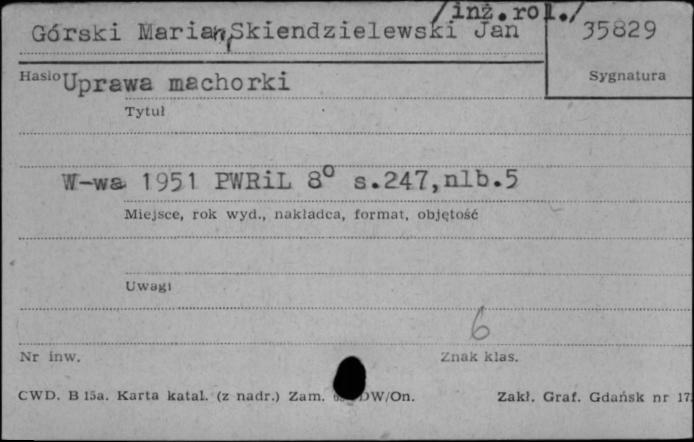 /inż.rol./
Górski Marian,Skiendzielewski Jan 35829
Hasło Uprawa machorki Sygnatura
Tytuł
W-wa 1951 PWRiL 8° s.247,nlb.5
Miejsce, rok wyd., nakładca, format, objętość
Uwagi
6
Nr inw. Znak klas.
CWD. B 15a. Karta katal. (z nadr.) Zam. DW/On. Zakł. Graf. Gdańsk nr 17